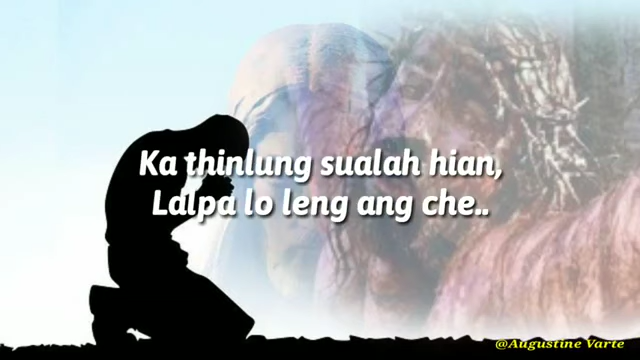 Ka thinlung sualah hian,
Lalpa lo leng ang che..
@Augustine Varte